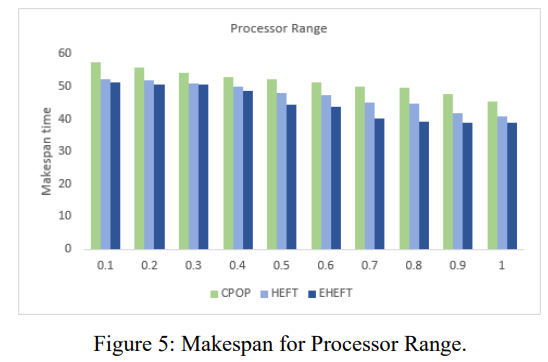 Processor Range
Makespan time
60
50
40
30
20
10
0
0.1 0.2 0.3 0.4 0.5 0.6 0.7 0.8 0.9 1
CPOP HEFT EHEFT
Figure 5: Makespan for Processor Range.